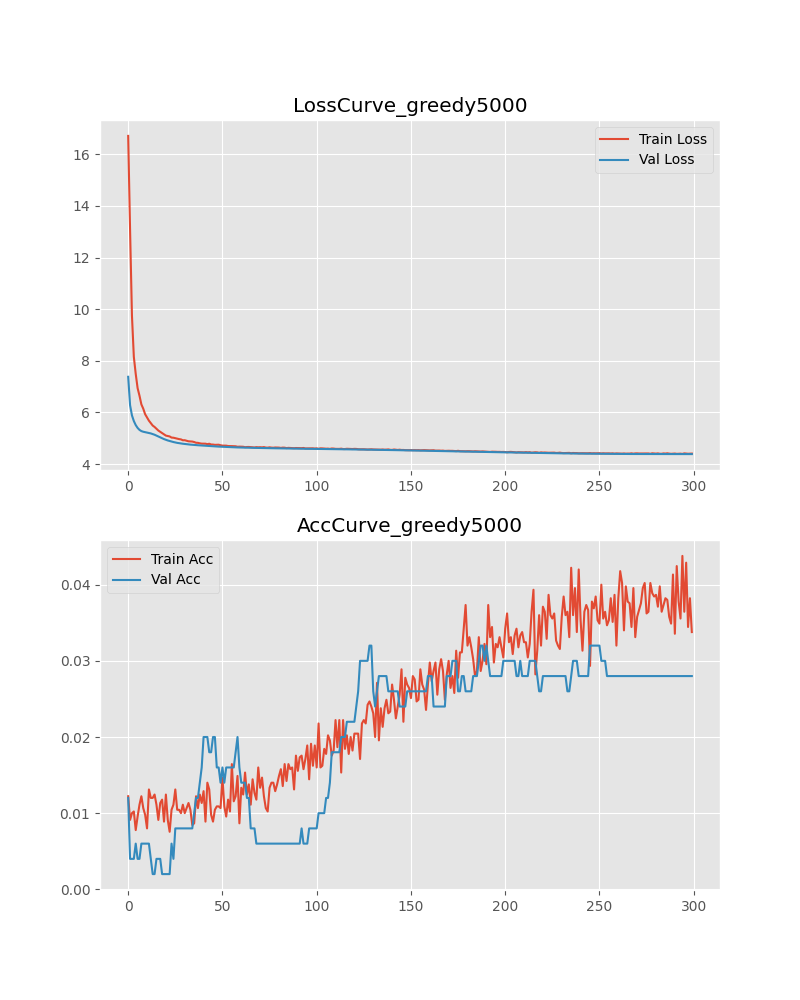 LossCurve_greedy5000
16
14
12
10
8
6
4
Train Loss
Val Loss
0 50 100 150 200 250 300
AccCurve_greedy5000
0.04
0.03
0.02
0.01
0.00
Train Acc
Val Acc
0 50 100 150 200 250 300